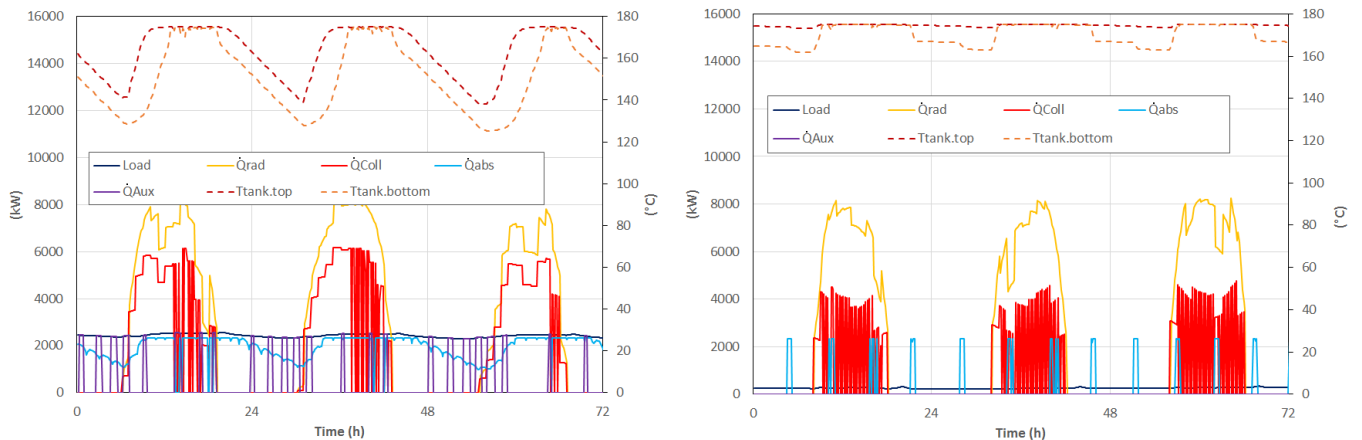 16000
14000
12000
10000
8000
6000
4000
2000
0
(kW)
180
160
140
120
100
80
60
40
20
0
(°C)
Load
Q̇rad
Q̇Coll
Q̇abs
Q̇Aux
Ttank.top
Ttank.bottom
0
24
48
72
Time (h)
16000
14000
12000
10000
8000
6000
4000
2000
0
(kW)
180
160
140
120
100
80
60
40
20
0
(°C)
Load
Q̇rad
Q̇Coll
Q̇abs
Q̇Aux
Ttank.top
Ttank.bottom
0
24
48
72
Time (h)